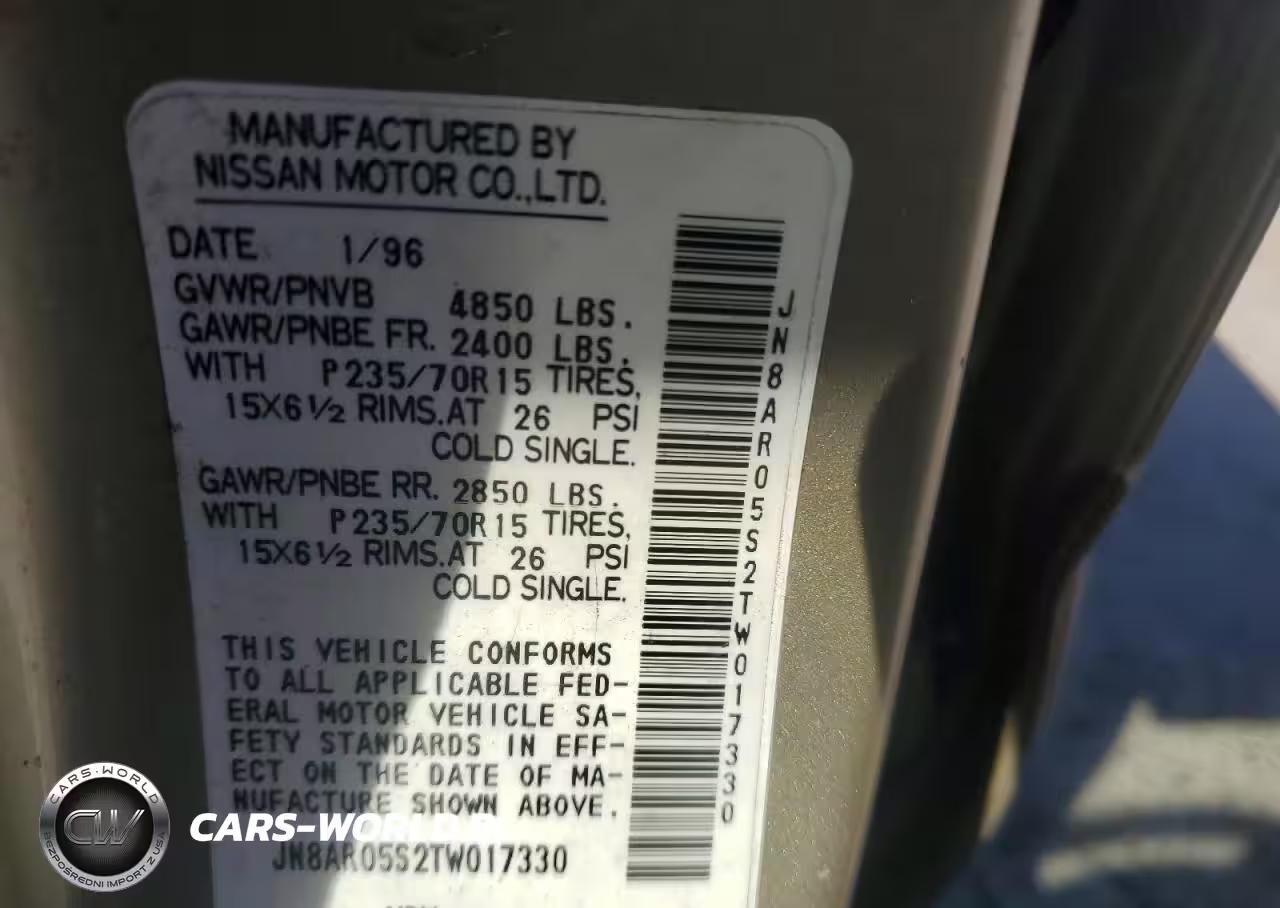 MANUFACTURED BY
NISSAN MOTOR CO.,LTD.
DATE 1/96
GVWR/PNVB 4850 LBS.
GAWR/PNBE FR. 2400 LBS.
WITH P235/70R15 TIRES,
15X6½ RIMS.AT 26 PSI
COLD SINGLE.
GAWR/PNBE RR. 2850 LBS.
WITH P235/70R15 TIRES,
15X6½ RIMS.AT 26 PSI
COLD SINGLE.
THIS VEHICLE CONFORMS
TO ALL APPLICABLE FED-
ERAL MOTOR VEHICLE SA-
FETY STANDARDS IN EFF-
ECT ON THE DATE OF MA-
NUFACTURE SHOWN ABOVE.
JN8AR05S2TW017330
JN8AR05S2TW017330
CARS-WORLD
CW
BEZPOŚREDNI IMPORT Z USA
CARS-WORLD.P